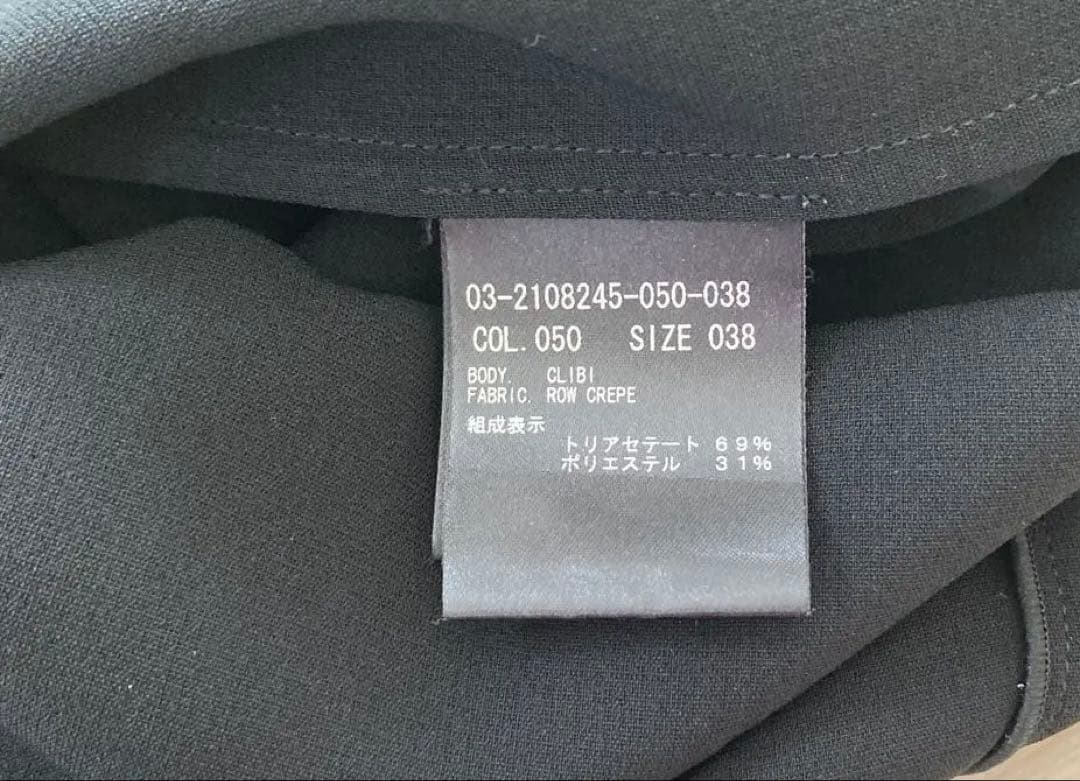 03-2108245-050-038
COL.050 SIZE 038
BODY. CLIBI
FABRIC. ROW CREPE
組成表示
トリアセテート 69%
ポリエステル 31%